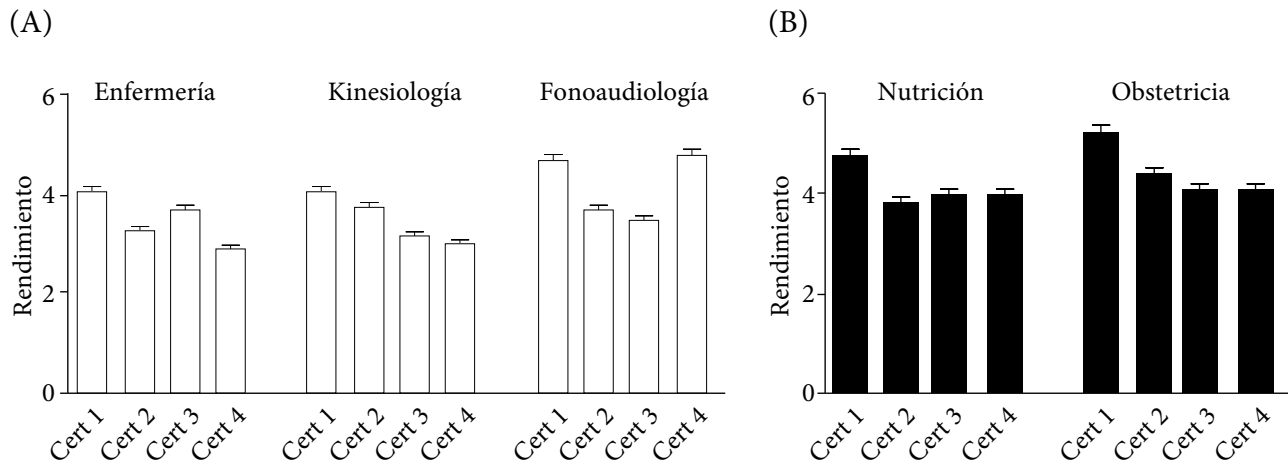 (A)
(B)
Enfermería Kinesiología Fonoaudiología
Nutrición Obstetricia
Rendimiento
6
4
2
0
Cert 1 Cert 2 Cert 3 Cert 4 Cert 1 Cert 2 Cert 3 Cert 4 Cert 1 Cert 2 Cert 3 Cert 4
Rendimiento
6
4
2
0
Cert 1 Cert 2 Cert 3 Cert 4 Cert 1 Cert 2 Cert 3 Cert 4